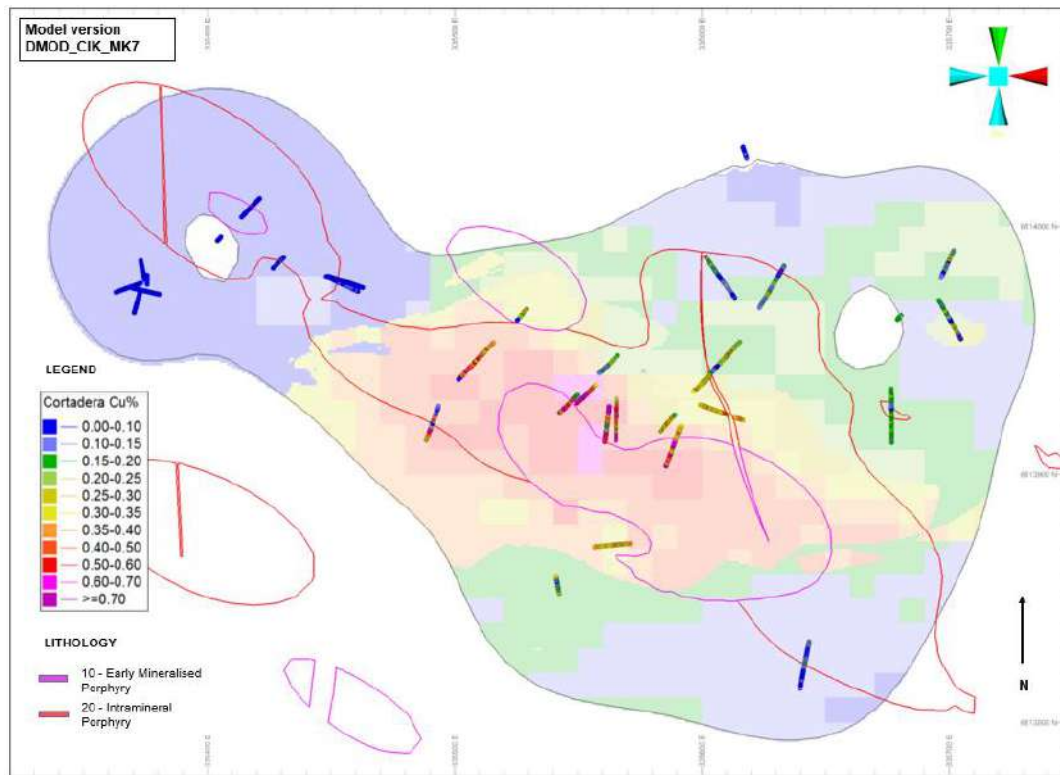 Model version
DMOD_CIK_MK7
LEGEND
Cortadera Cu%
0.00-0.10
0.10-0.15
0.15-0.20
0.20-0.25
0.25-0.30
0.30-0.35
0.35-0.40
0.40-0.50
0.50-0.60
0.60-0.70
>=0.70
LITHOLOGY
10 - Early Mineralised
Porphyry
20 - Intramineral
Porphyry
N